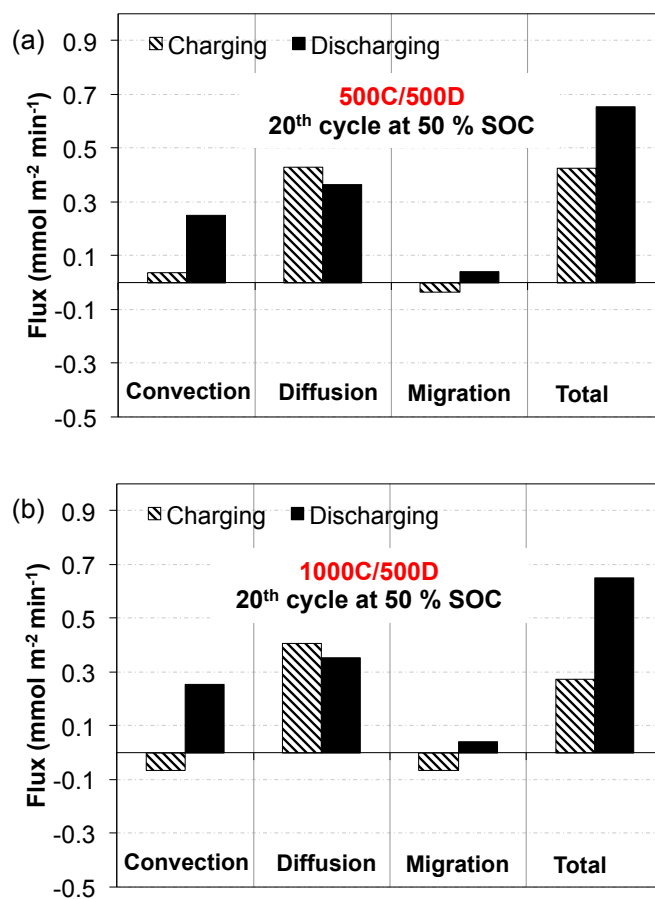 (a)
0.9
Charging Discharging
0.7
500C/500D
20th cycle at 50 % SOC
0.5
0.3
0.1
-0.1
-0.3
Convection Diffusion Migration Total
-0.5
Flux (mmol m-2 min-1)
(b)
0.9
Charging Discharging
0.7
1000C/500D
20th cycle at 50 % SOC
0.5
0.3
0.1
-0.1
-0.3
Convection Diffusion Migration Total
-0.5
Flux (mmol m-2 min-1)